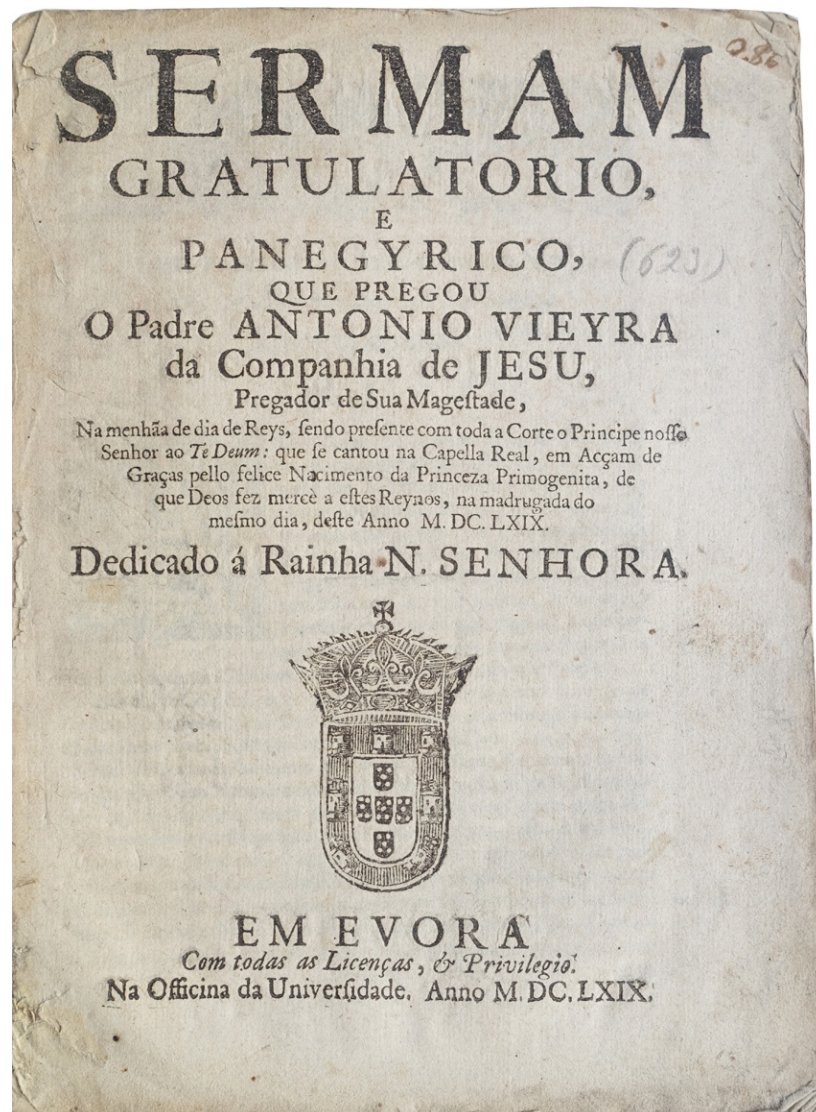 SERMAM
GRATULATORIO,
E
PANEGYRICO,
(623.)
QUE PREGOU
O Padre ANTONIO VIEYRA
da Companhia de JESU,
Pregador de Sua Mageſtade,
Na menhãa de dia de Reys, ſendo preſente com toda a Corte o Principe noſſo
Senhor ao Te Deum: que ſe cantou na Capella Real, em Acçam de
Graças pello felice Nacimento da Princeza Primogenita, de
que Deos fez mercè a eſtes Reynos, na madrugada do
meſmo dia, deſte Anno M. DC. LXIX.
Dedicado á Rainha N. SENHORA.
EM EVORA
Com todas as Licenças, & Privilegio.
Na Officina da Univerſidade. Anno M. DC. LXIX.